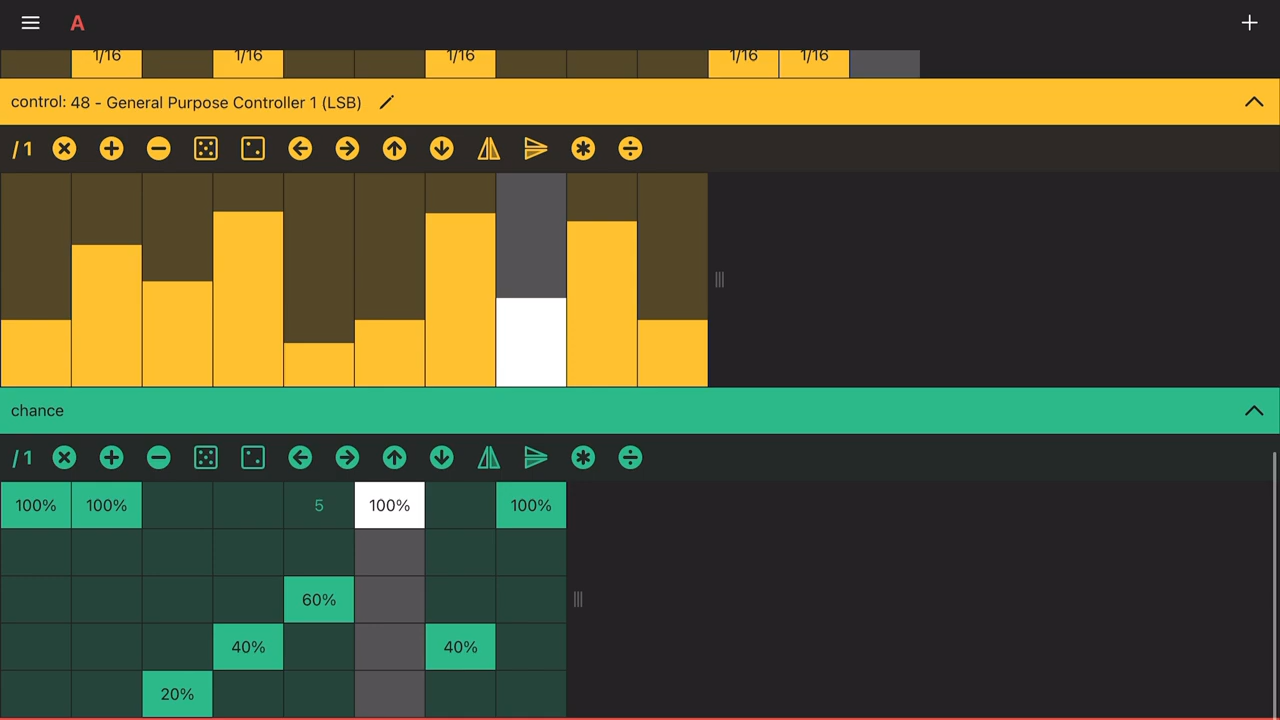 A
1/16 1/16 1/16 1/16 1/16
control: 48 - General Purpose Controller 1 (LSB)
/ 1
chance
/ 1
100% 100% 5 100% 100%
60%
40% 40%
20%